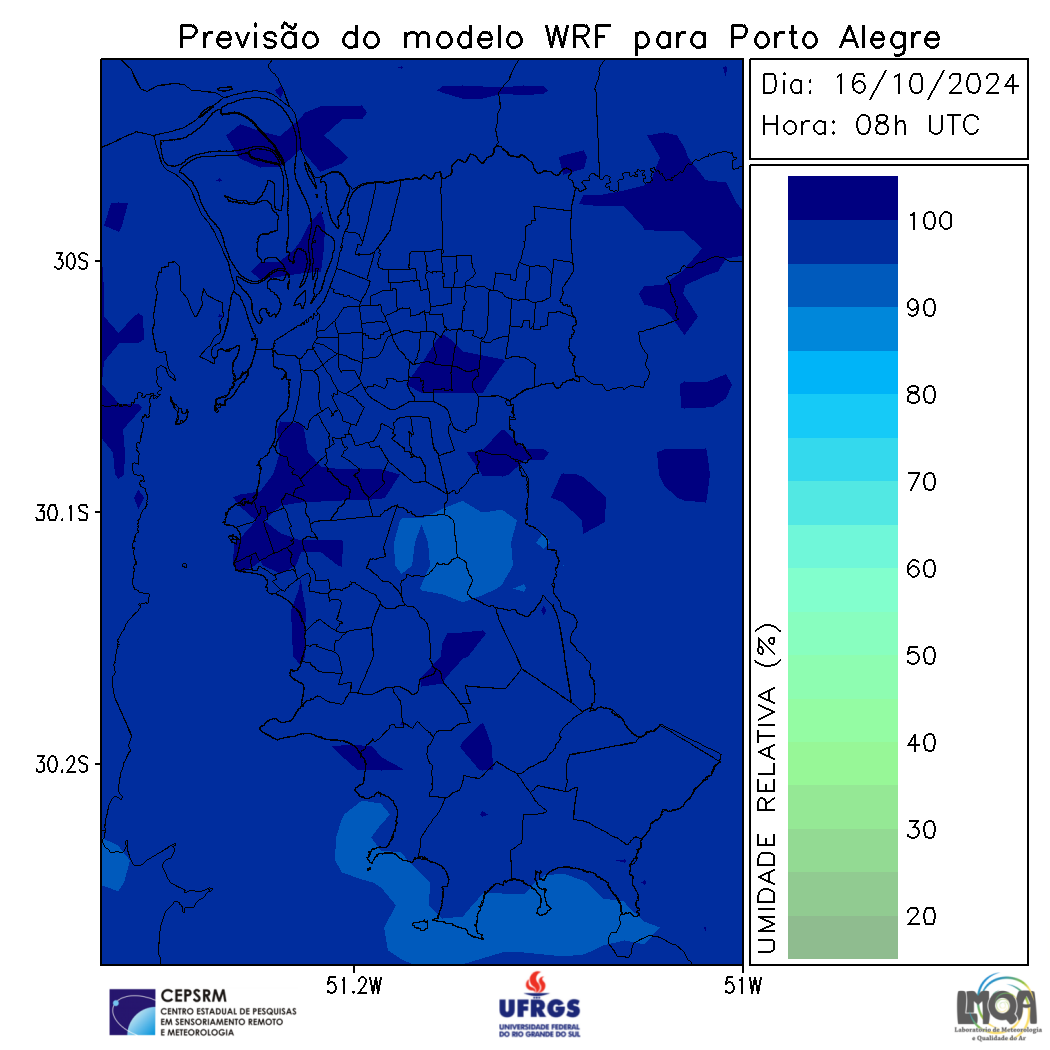 Previsão do modelo WRF para Porto Alegre
Dia: 16/10/2024
Hora: 08h UTC
30S
30.1S
30.2S
51.2W
51W
100
90
80
70
60
50
40
30
20
UMIDADE RELATIVA (%)
CEPSRM
CENTRO ESTADUAL DE PESQUISAS
EM SENSORIAMENTO REMOTO
E METEOROLOGIA
UFRGS
UNIVERSIDADE FEDERAL
DO RIO GRANDE DO SUL
LMQA
Laboratório de Meteorologia
e Qualidade do Ar